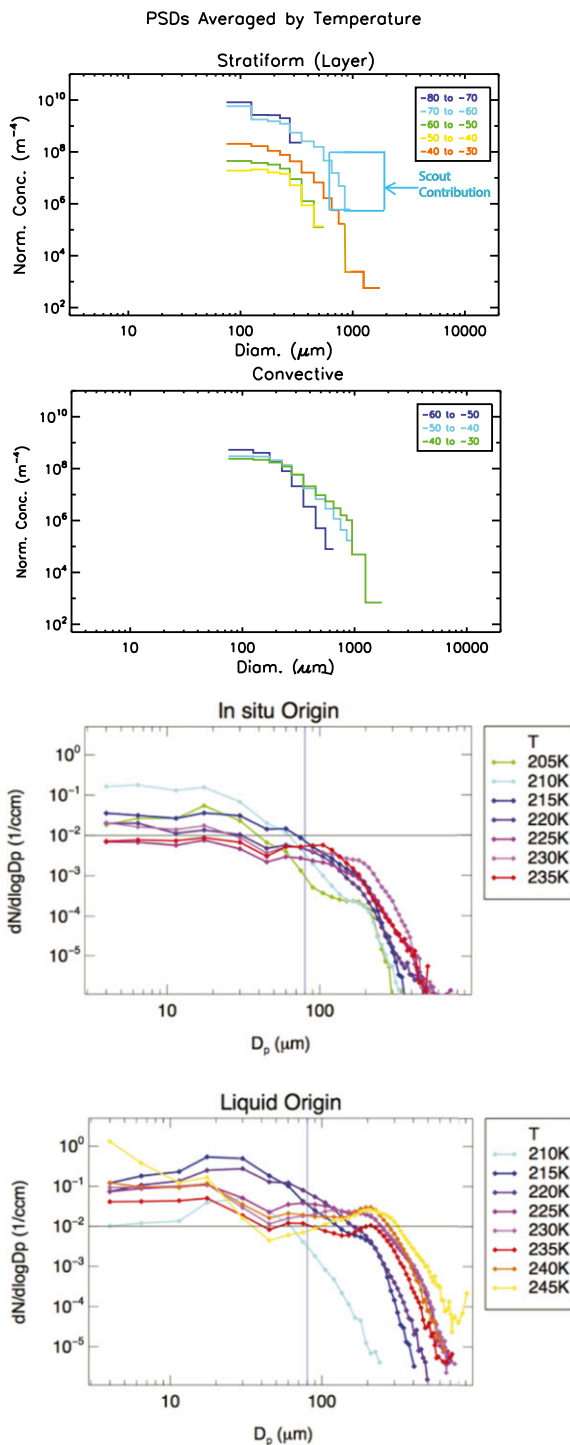 PSDs Averaged by Temperature
Stratiform (Layer)
Norm. Conc. (m⁻⁴)
10¹⁰
10⁸
10⁶
10⁴
10²
-80 to -70
-70 to -60
-60 to -50
-50 to -40
-40 to -30
Scout
Contribution
10 100 1000 10000
Diam. (μm)
Convective
Norm. Conc. (m⁻⁴)
10¹⁰
10⁸
10⁶
10⁴
10²
-60 to -50
-50 to -40
-40 to -30
10 100 1000 10000
Diam. (μm)
In situ Origin
dN/dlogDp (1/ccm)
10⁰
10⁻¹
10⁻²
10⁻³
10⁻⁴
10⁻⁵
T
205K
210K
215K
220K
225K
230K
235K
10 100
Dₚ (μm)
Liquid Origin
dN/dlogDp (1/ccm)
10⁰
10⁻¹
10⁻²
10⁻³
10⁻⁴
10⁻⁵
T
210K
215K
220K
225K
230K
235K
240K
245K
10 100
Dₚ (μm)